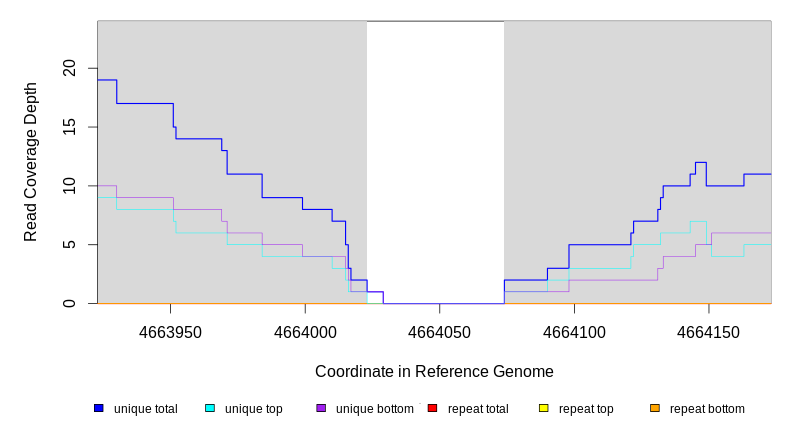 20
15
10
5
0
Read Coverage Depth
4663950 4664000 4664050 4664100 4664150
Coordinate in Reference Genome
unique total unique top unique bottom repeat total repeat top repeat bottom